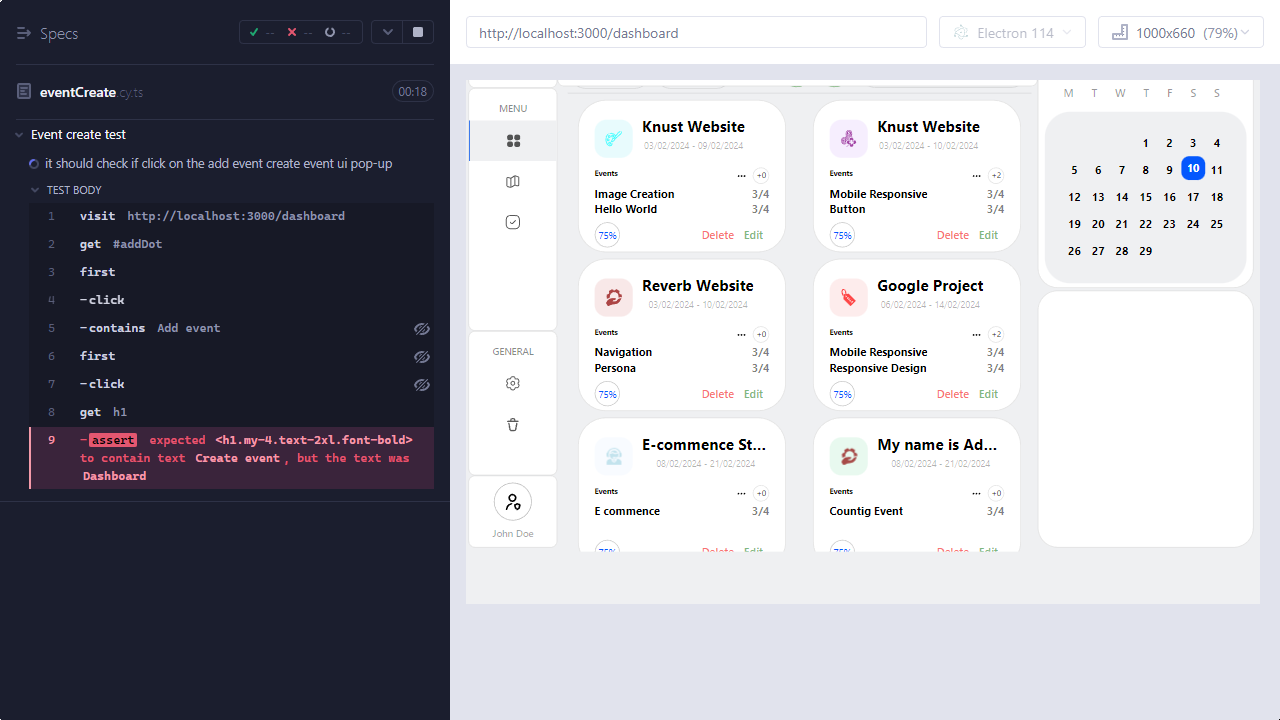 Specs
--
--
--
http://localhost:3000/dashboard
Electron 114
1000x660 (79%)
eventCreate.cy.ts
00:18
Event create test
it should check if click on the add event create event ui pop-up
TEST BODY
1 visit http://localhost:3000/dashboard
2 get #addDot
3 first
4 -click
5 -contains Add event
6 first
7 -click
8 get h1
9 -assert expected <h1.my-4.text-2xl.font-bold>
to contain text Create event, but the text was
Dashboard
MENU
GENERAL
John Doe
Knust Website
03/02/2024 - 09/02/2024
Events ... +0
Image Creation 3/4
Hello World 3/4
75% Delete Edit
Knust Website
03/02/2024 - 10/02/2024
Events ... +2
Mobile Responsive 3/4
Button 3/4
75% Delete Edit
Reverb Website
03/02/2024 - 10/02/2024
Events ... +0
Navigation 3/4
Persona 3/4
75% Delete Edit
Google Project
06/02/2024 - 14/02/2024
Events ... +2
Mobile Responsive 3/4
Responsive Design 3/4
75% Delete Edit
E-commerce St...
08/02/2024 - 21/02/2024
Events ... +0
E commerce 3/4
75% Delete Edit
My name is Ad...
08/02/2024 - 21/02/2024
Events ... +0
Countig Event 3/4
75% Delete Edit
M T W T F S S
1 2 3 4
5 6 7 8 9 10 11
12 13 14 15 16 17 18
19 20 21 22 23 24 25
26 27 28 29